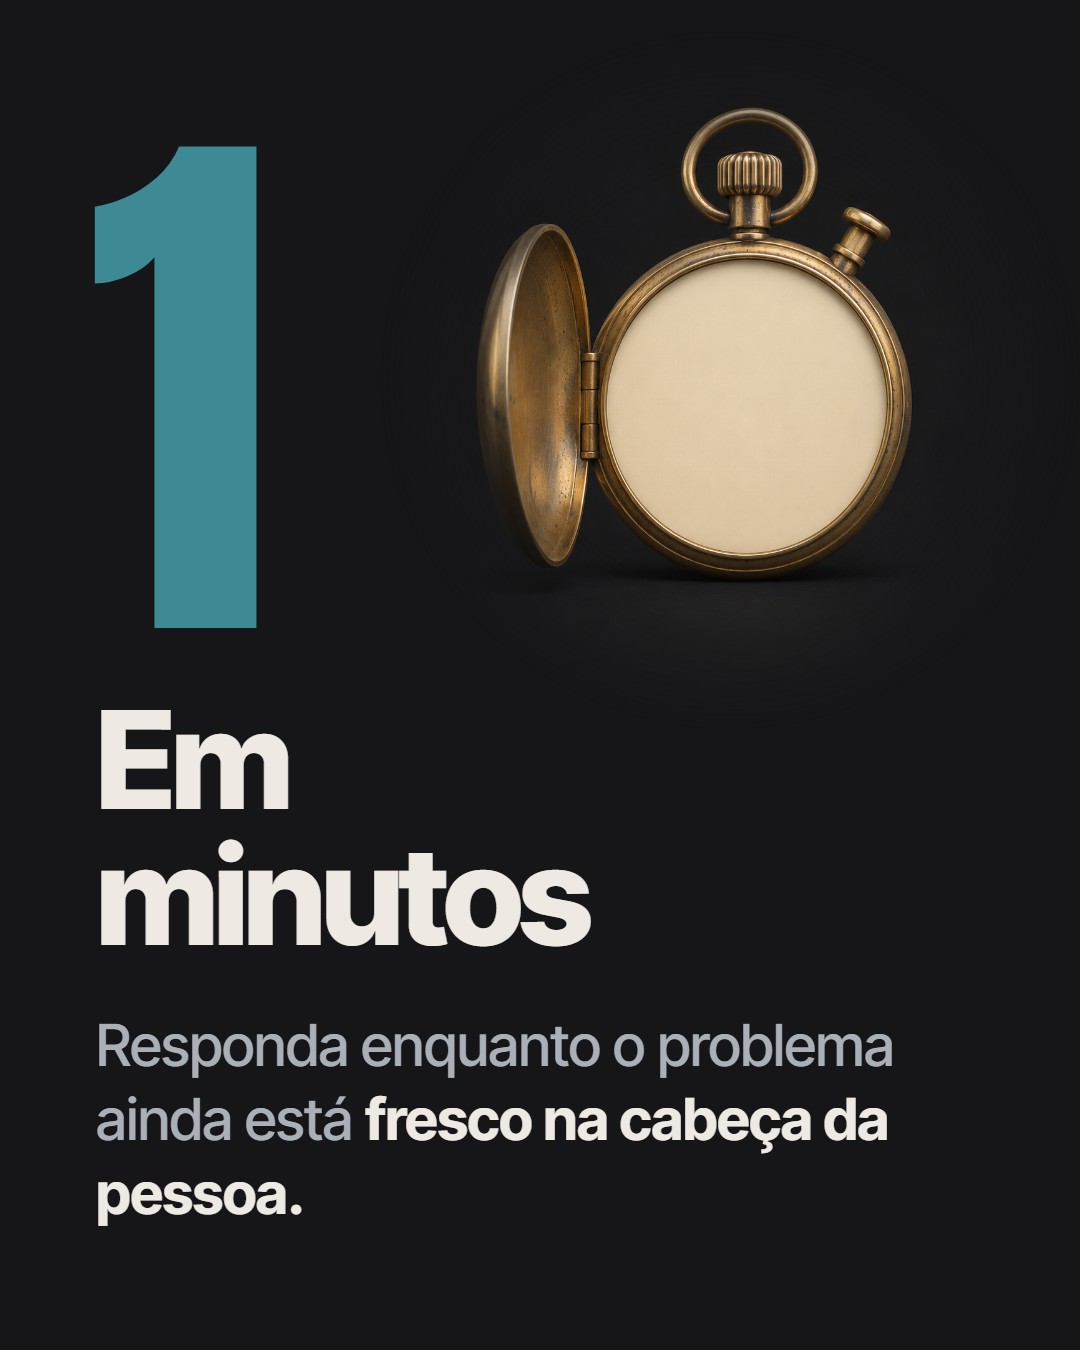 1
Em
minutos
Responda enquanto o problema
ainda está fresco na cabeça da
pessoa.